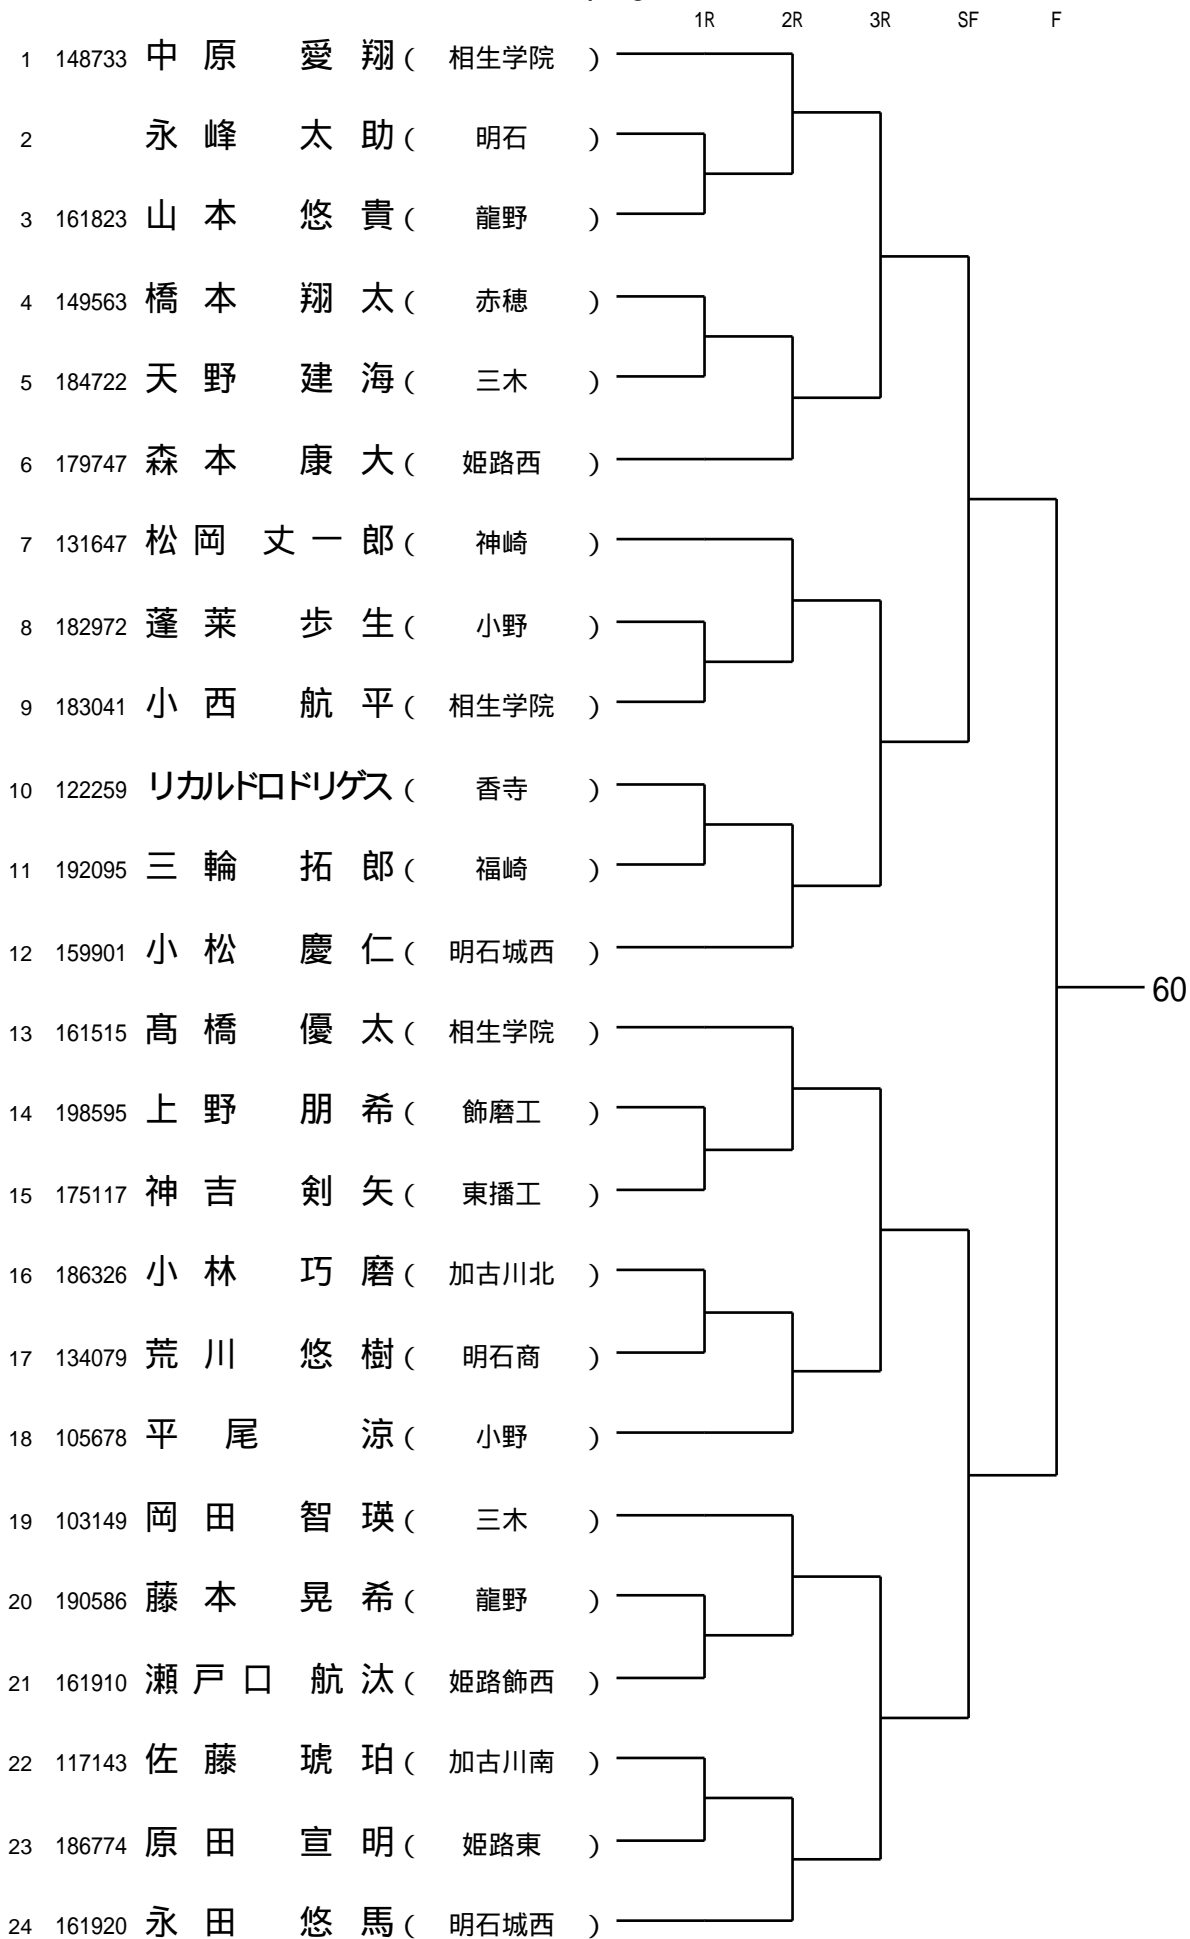 1R 2R 3R SF F
1 148733 中原 愛翔 ( 相生学院 )
2 永峰 太助 ( 明石 )
3 161823 山本 悠貴 ( 龍野 )
4 149563 橋本 翔太 ( 赤穂 )
5 184722 天野 建海 ( 三木 )
6 179747 森本 康大 ( 姫路西 )
7 131647 松岡 丈一郎 ( 神崎 )
8 182972 蓬莱 歩生 ( 小野 )
9 183041 小西 航平 ( 相生学院 )
10 122259 リカルドロドリゲス ( 香寺 )
11 192095 三輪 拓郎 ( 福崎 )
12 159901 小松 慶仁 ( 明石城西 )
60
13 161515 髙橋 優太 ( 相生学院 )
14 198595 上野 朋希 ( 飾磨工 )
15 175117 神吉 剣矢 ( 東播工 )
16 186326 小林 巧磨 ( 加古川北 )
17 134079 荒川 悠樹 ( 明石商 )
18 105678 平尾 涼 ( 小野 )
19 103149 岡田 智瑛 ( 三木 )
20 190586 藤本 晃希 ( 龍野 )
21 161910 瀬戸口 航汰 ( 姫路飾西 )
22 117143 佐藤 琥珀 ( 加古川南 )
23 186774 原田 宣明 ( 姫路東 )
24 161920 永田 悠馬 ( 明石城西 )